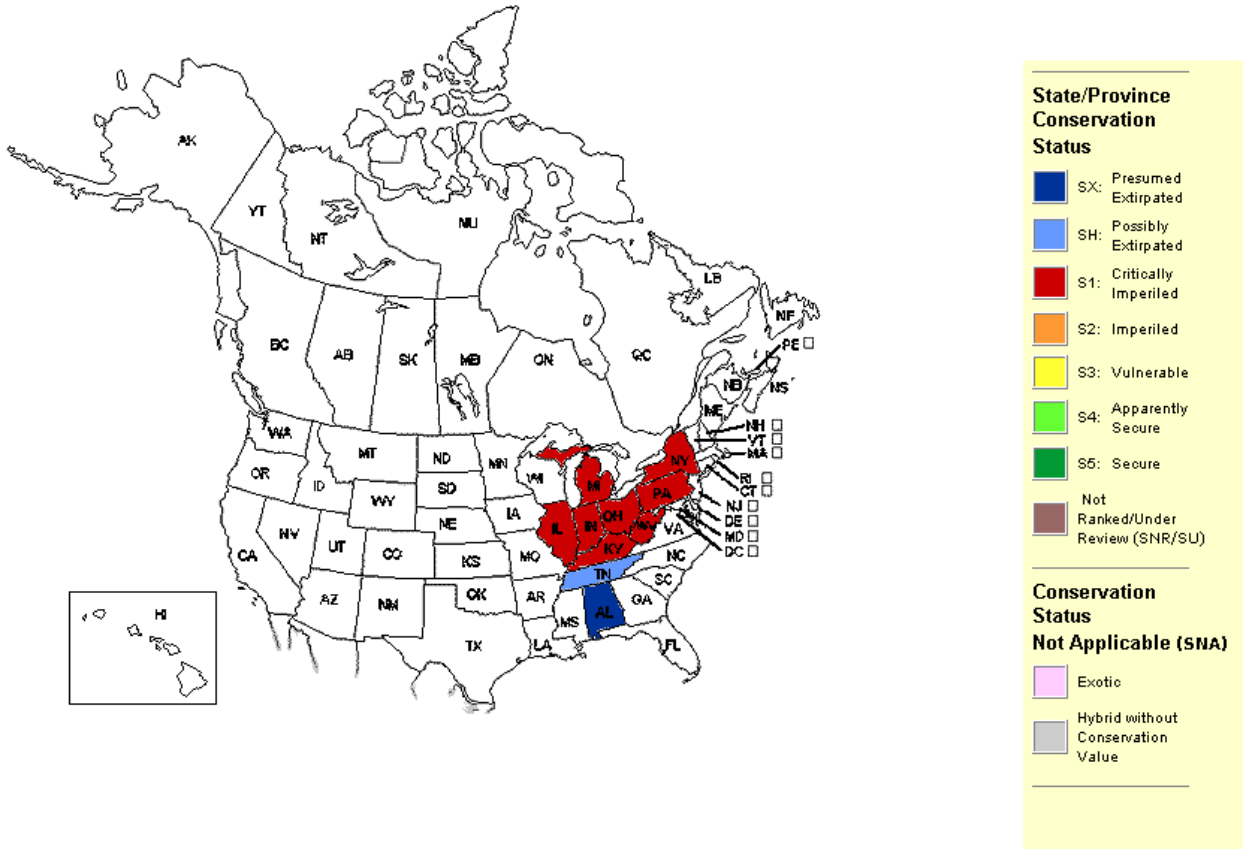 AK
YT
NT
NU
BC
AB
SK
MB
ON
QC
LB
NF
PE
NB
NS
ME
NH
VT
MA
RI
CT
NJ
DE
MD
DC
WA
OR
ID
MT
ND
SD
WY
NE
MN
WI
IA
MI
NY
PA
IL
IN
OH
WV
VA
KY
NC
TN
SC
NV
CA
UT
CO
KS
MO
AZ
NM
OK
AR
TX
LA
MS
AL
GA
FL
HI
State/Province
Conservation
Status
SX: Presumed
Extirpated
SH: Possibly
Extirpated
S1: Critically
Imperiled
S2: Imperiled
S3: Vulnerable
S4: Apparently
Secure
S5: Secure
Not
Ranked/Under
Review (SNR/SU)
Conservation
Status
Not Applicable (SNA)
Exotic
Hybrid without
Conservation
Value